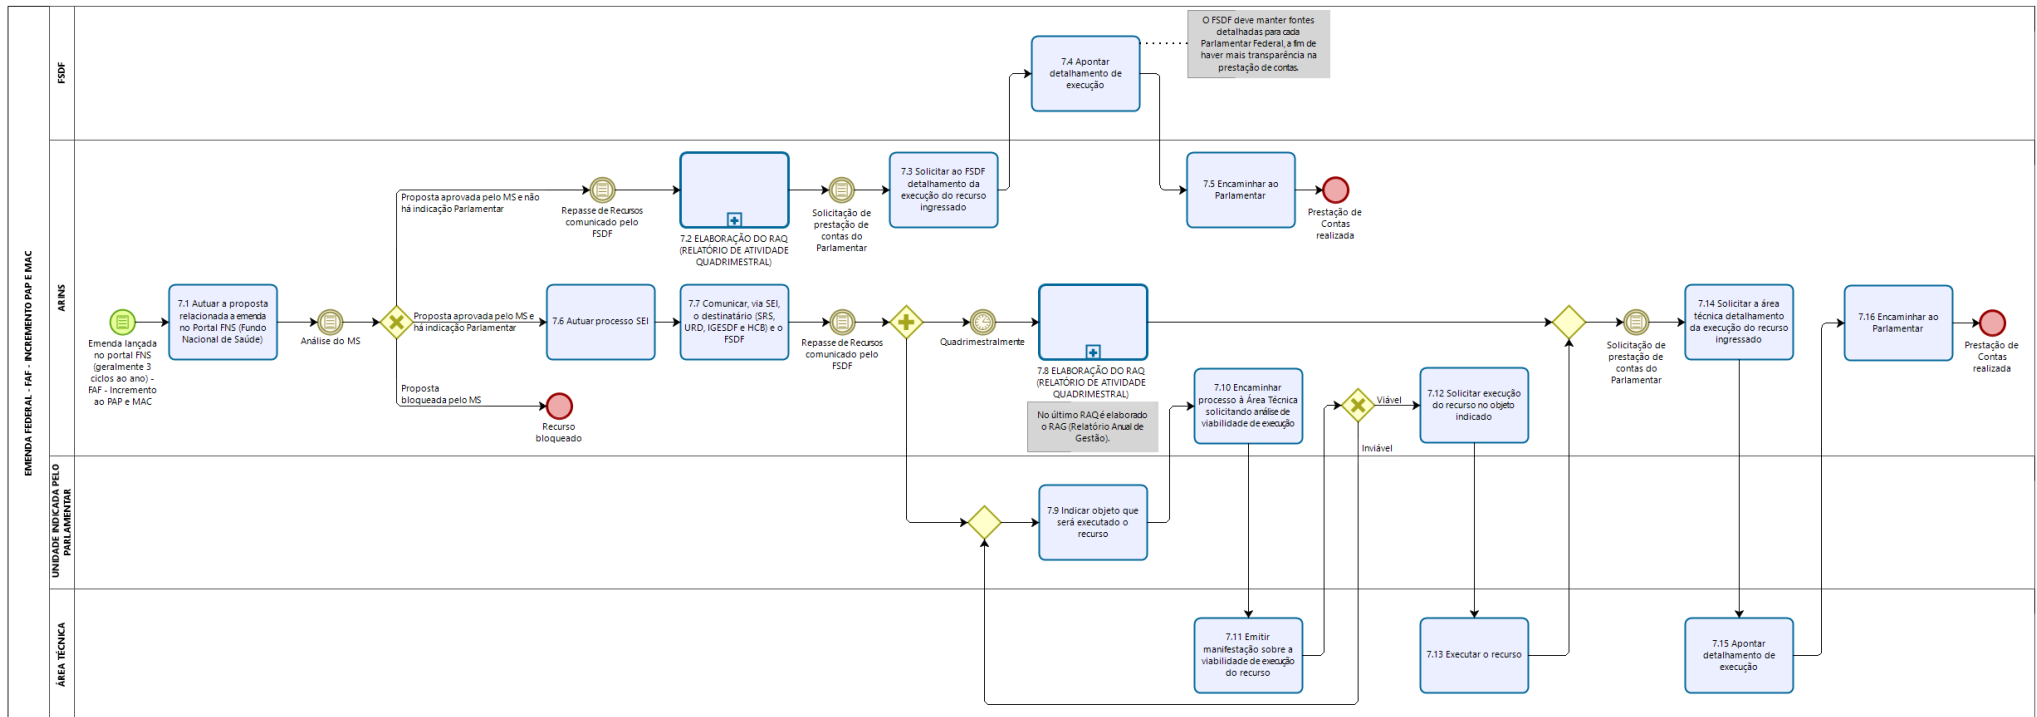 EMENDA FEDERAL - FAF - INCREMENTO PAP E MAC
FSDF
7.4 Apontar
detalhamento de
execução
O FSDF deve manter fontes
detalhadas para cada
Parlamentar Federal, a fim de
haver mais transparência na
prestação de contas.
ARINS
Proposta aprovada pelo MS e não
há indicação Parlamentar
Repasse de Recursos
comunicado pelo
FSDF
7.2 ELABORAÇÃO DO RAQ
(RELATÓRIO DE ATIVIDADE
QUADRIMESTRAL)
Solicitação de
prestação de
contas do
Parlamentar
7.3 Solicitar ao FSDF
detalhamento da
execução do recurso
ingressado
7.5 Encaminhar ao
Parlamentar
Prestação de
Contas
realizada
Emenda lançada
no portal FNS
(geralmente 3
ciclos ao ano) -
FAF - Incremento
ao PAP e MAC
7.1 Autuar a proposta
relacionada a emenda
no Portal FNS (Fundo
Nacional de Saúde)
Análise do MS
Proposta aprovada pelo MS e
há indicação Parlamentar
7.6 Autuar processo SEI
7.7 Comunicar, via SEI,
o destinatário (SRS,
URD, IGESDF e HCB) e o
FSDF
Repasse de Recursos
comunicado pelo
FSDF
Quadrimestralmente
7.8 ELABORAÇÃO DO RAQ
(RELATÓRIO DE ATIVIDADE
QUADRIMESTRAL)
No último RAQ é elaborado
o RAG (Relatório Anual de
Gestão).
Proposta
bloqueada pelo MS
Recurso
bloqueado
7.10 Encaminhar
processo à Área Técnica
solicitando análise de
viabilidade de execução
Viável
Inviável
7.12 Solicitar execução
do recurso no objeto
indicado
Solicitação de
prestação de
contas do
Parlamentar
7.14 Solicitar a área
técnica detalhamento
da execução do recurso
ingressado
7.16 Encaminhar ao
Parlamentar
Prestação de
Contas
realizada
UNIDADE INDICADA PELO
PARLAMENTAR
7.9 Indicar objeto que
será executado o
recurso
ÁREA TÉCNICA
7.11 Emitir
manifestação sobre a
viabilidade de execução
do recurso
7.13 Executar o recurso
7.15 Apontar
detalhamento de
execução